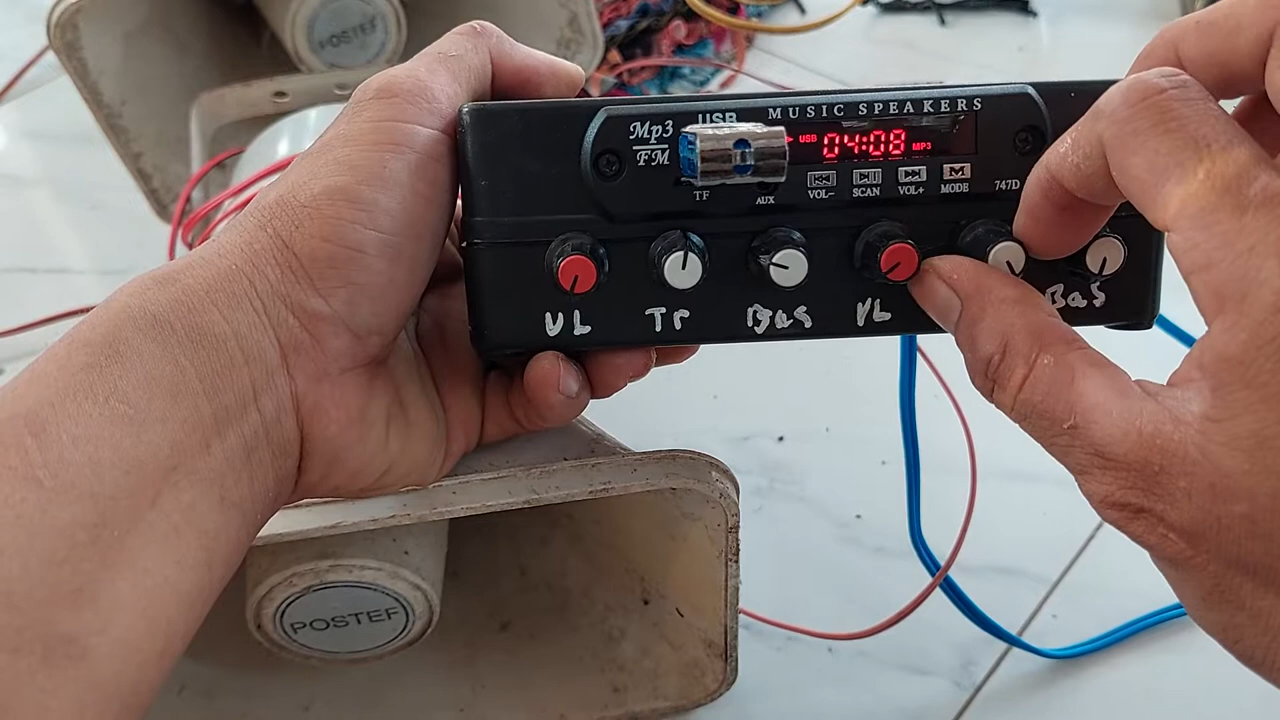 POSTEF
USB MUSIC SPEAKERS
Mp3
FM
USB 04:08 MP3
TF AUX VOL- SCAN VOL+ MODE 747D
VL Tr Bas VL Bas
POSTEF